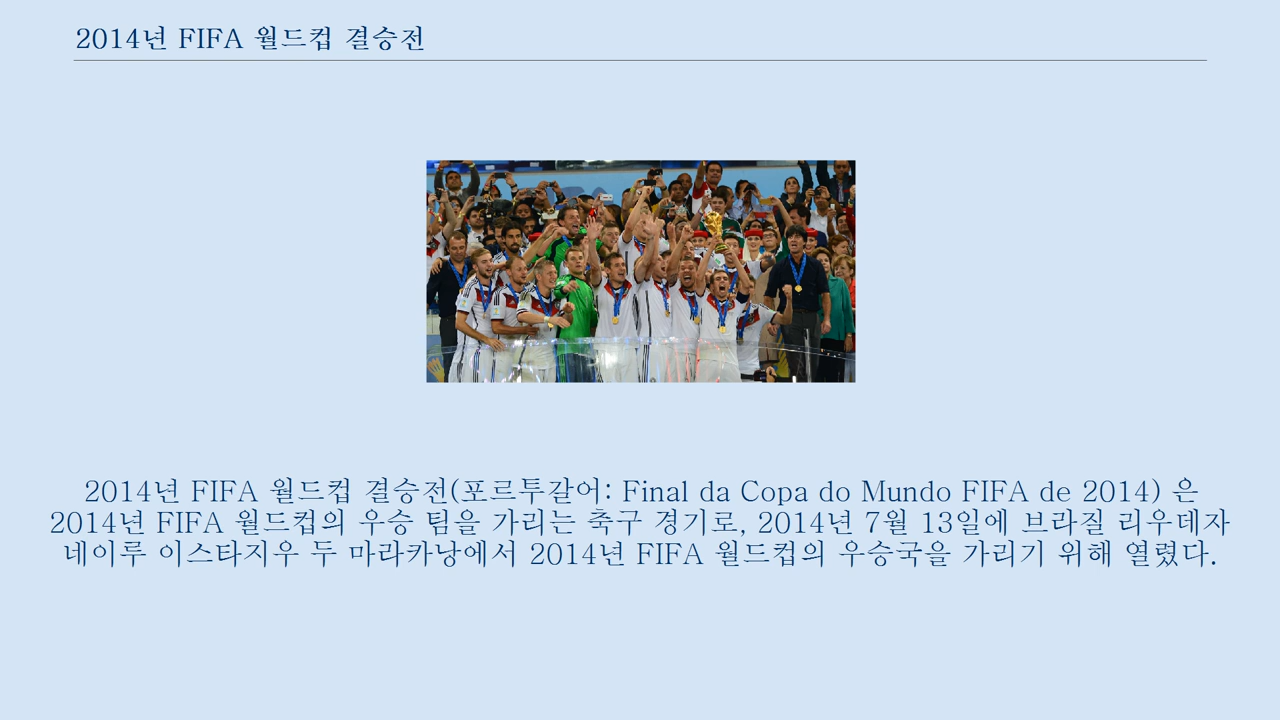 2014년 FIFA 월드컵 결승전
2014년 FIFA 월드컵 결승전(포르투갈어: Final da Copa do Mundo FIFA de 2014) 은
2014년 FIFA 월드컵의 우승 팀을 가리는 축구 경기로, 2014년 7월 13일에 브라질 리우데자
네이루 이스타지우 두 마라카낭에서 2014년 FIFA 월드컵의 우승국을 가리기 위해 열렸다.